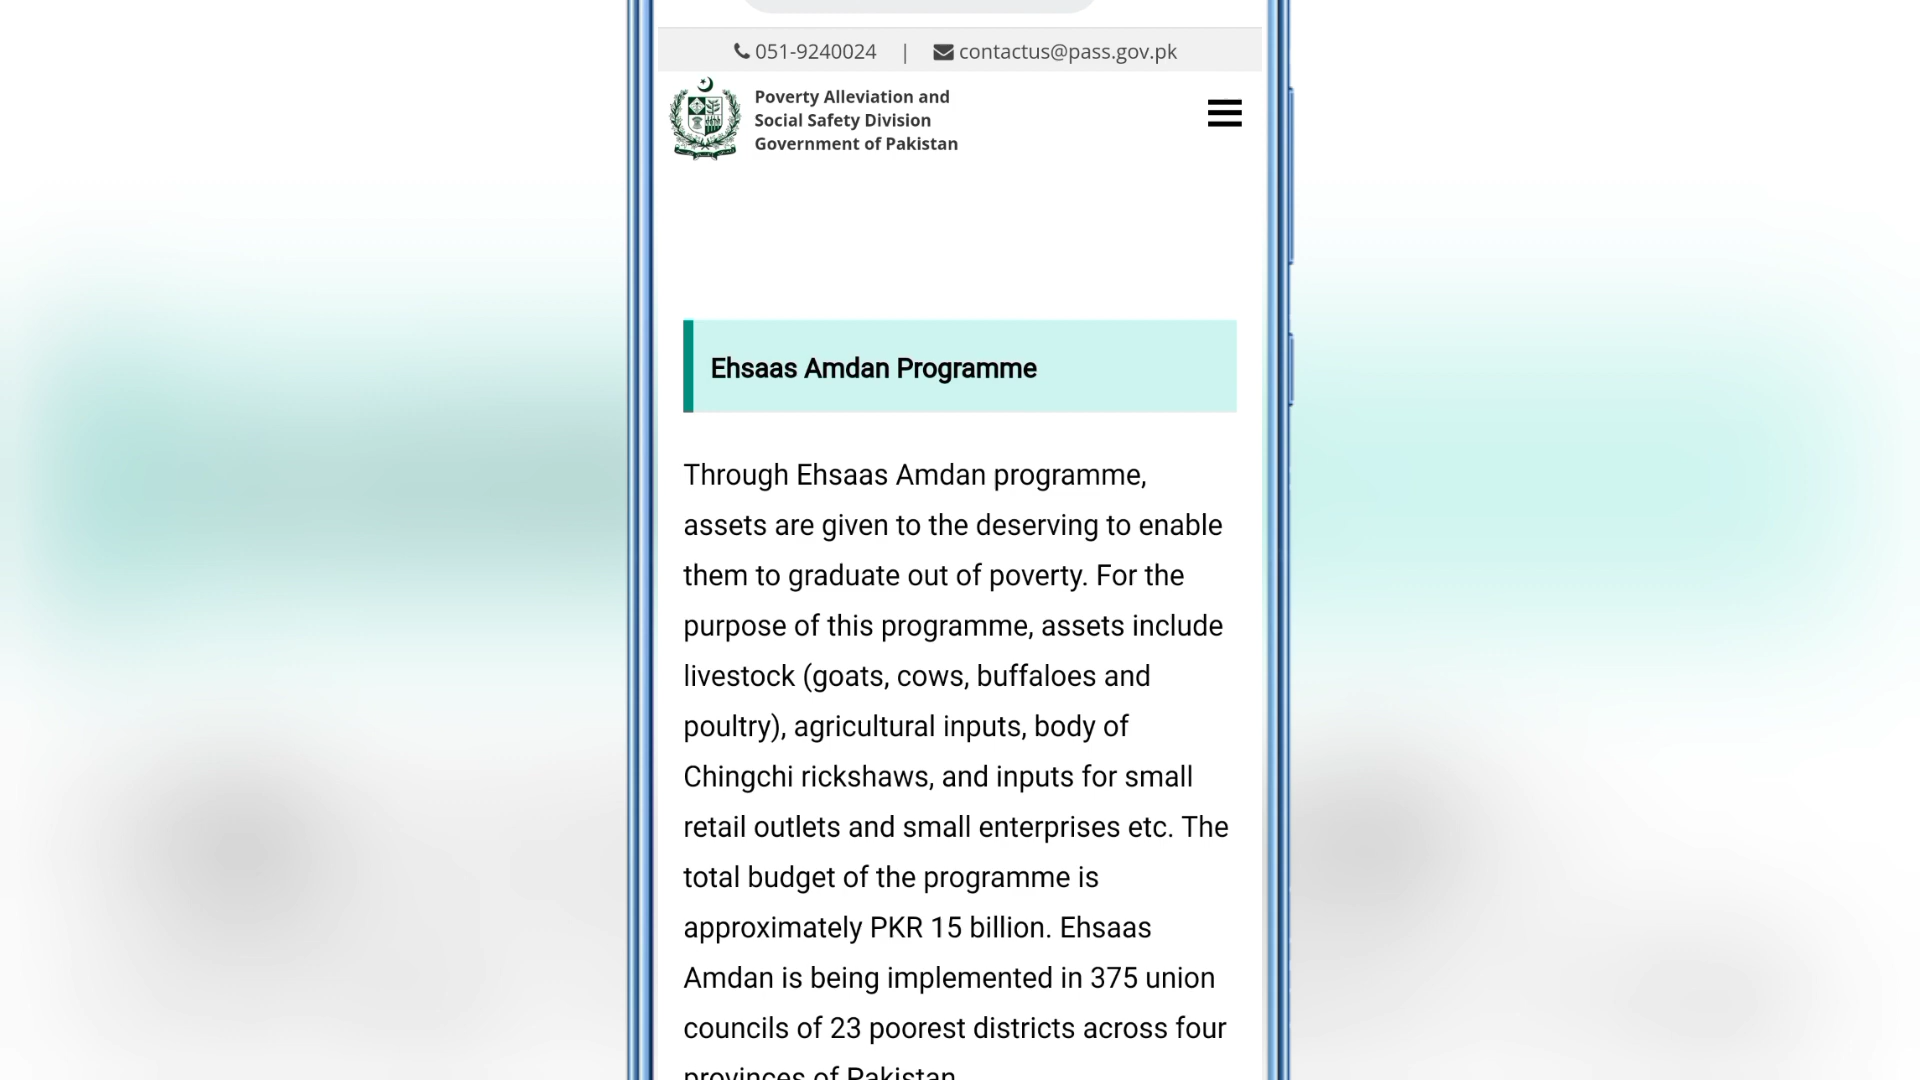 051-9240024 | contactus@pass.gov.pk
Poverty Alleviation and
Social Safety Division
Government of Pakistan
Ehsaas Amdan Programme
Through Ehsaas Amdan programme,
assets are given to the deserving to enable
them to graduate out of poverty. For the
purpose of this programme, assets include
livestock (goats, cows, buffaloes and
poultry), agricultural inputs, body of
Chingchi rickshaws, and inputs for small
retail outlets and small enterprises etc. The
total budget of the programme is
approximately PKR 15 billion. Ehsaas
Amdan is being implemented in 375 union
councils of 23 poorest districts across four
provinces of Pakistan